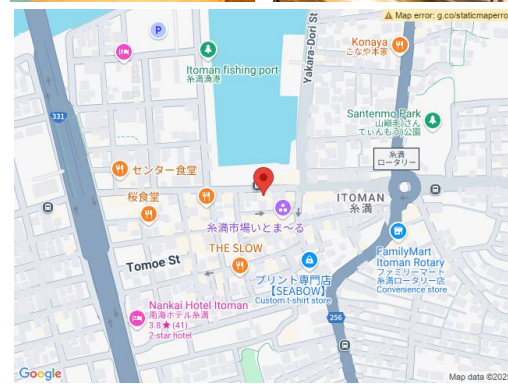 Map error: g.co/staticmaperro
Konaya
こなや本家
P
Yakara-Dori St
Itoman fishing port
糸満漁港
Santenmo Park
山巓毛(さん
てぃんもう)公園
331
糸満
ロータリー
センター食堂
桜食堂
ITOMAN
糸満
糸満市場いとま～る
THE SLOW
FamilyMart
Itoman Rotary
ファミリーマート
糸満ロータリー店
Convenience store
Tomoe St
プリント専門店
【SEABOW】
Custom t-shirt store
Nankai Hotel Itoman
南海ホテル糸満
3.8★(41)
2-star hotel
256
Google
Map data ©2025